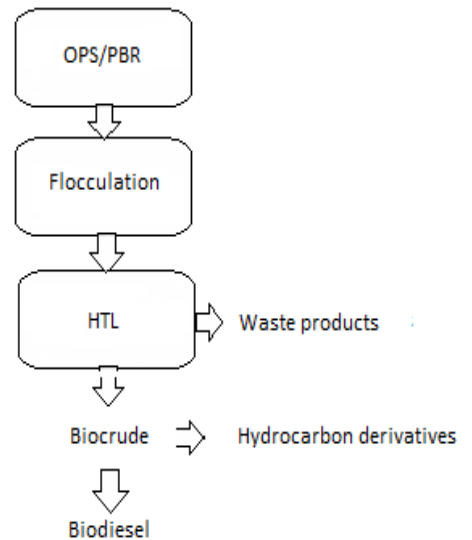 OPS/PBR
Flocculation
HTL
Waste products
Biocrude
Hydrocarbon derivatives
Biodiesel